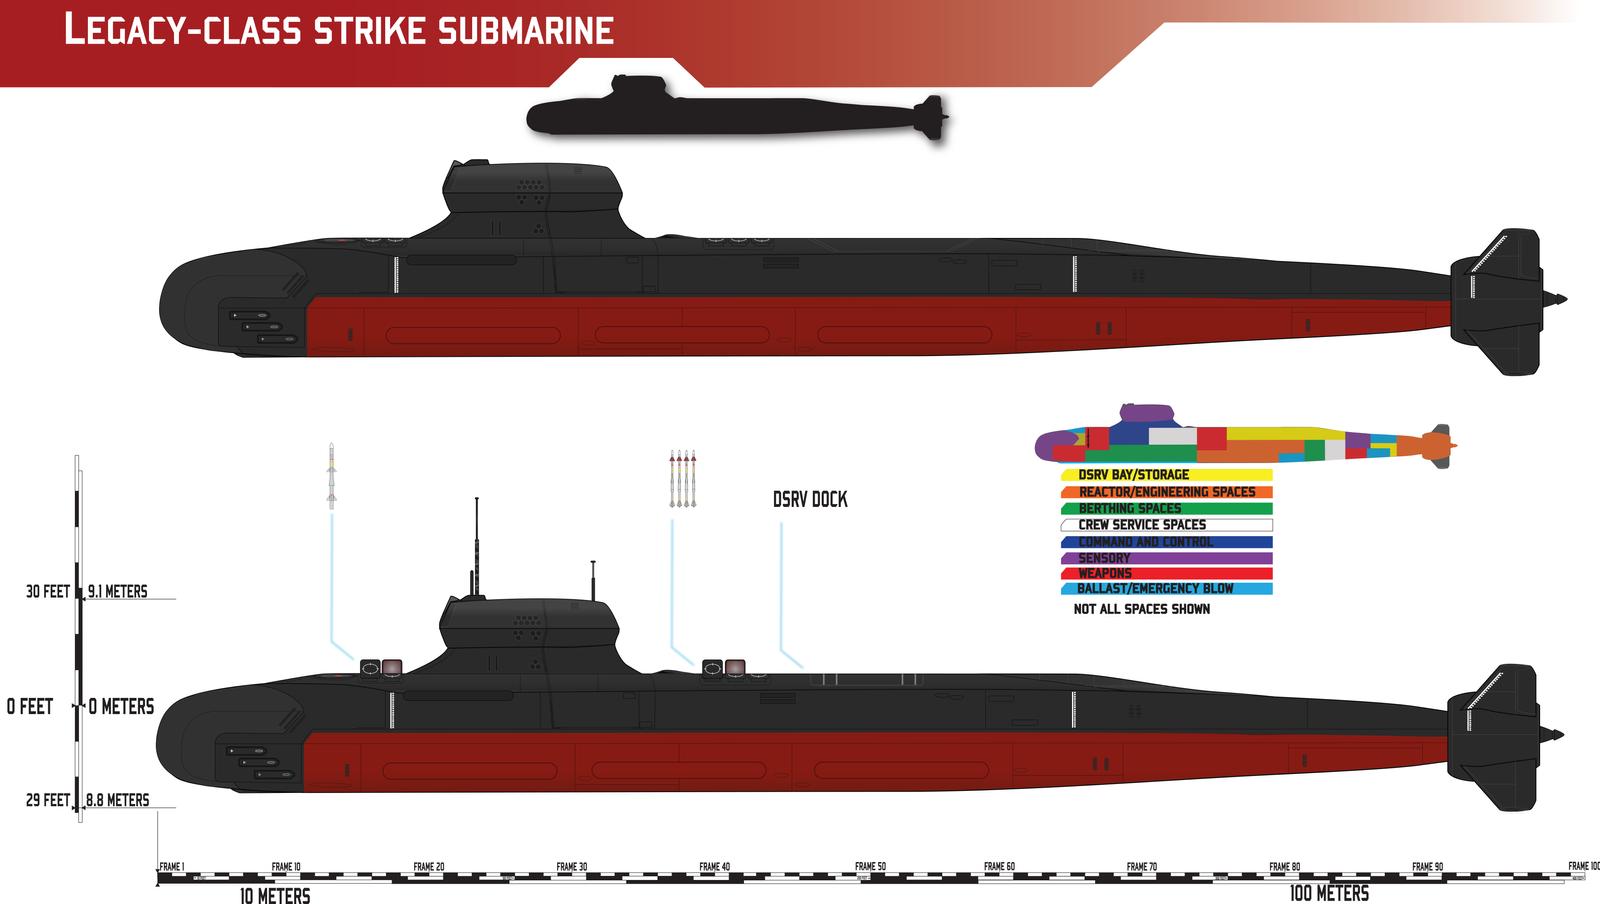 LEGACY-CLASS STRIKE SUBMARINE
DSRV DOCK
DSRV BAY/STORAGE
REACTOR/ENGINEERING SPACES
BERTHING SPACES
CREW SERVICE SPACES
COMMAND AND CONTROL
SENSORY
WEAPONS
BALLAST/EMERGENCY BLOW
NOT ALL SPACES SHOWN
30 FEET 9.1 METERS
0 FEET 0 METERS
29 FEET 8.8 METERS
FRAME 1 FRAME 10 FRAME 20 FRAME 30 FRAME 40 FRAME 50 FRAME 60 FRAME 70 FRAME 80 FRAME 90 FRAME 100
10 METERS 100 METERS